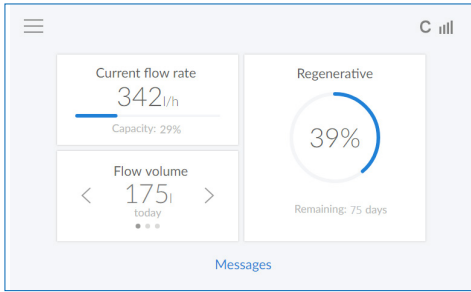 C
Current flow rate
342l/h
Capacity: 29%
Regenerative
39%
Remaining: 75 days
Flow volume
175l
today
Messages